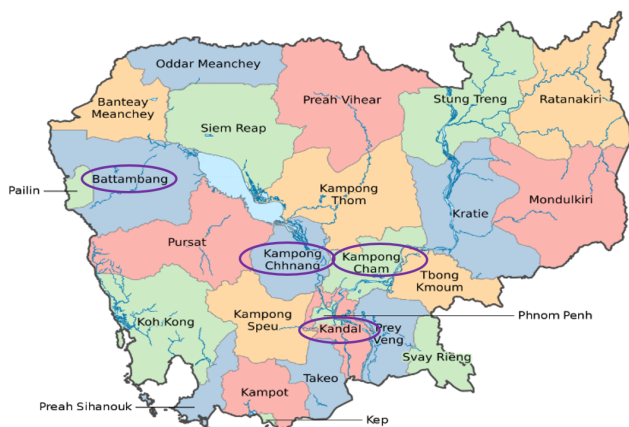 Oddar Meanchey
Banteay
Meanchey
Preah Vihear
Stung Treng
Ratanakiri
Siem Reap
Battambang
Pailin
Kampong
Thom
Kratie
Mondulkiri
Pursat
Kampong
Chhnang
Kampong
Cham
Tbong
Kmoum
Koh Kong
Kampong
Speu
Kandal
Prey
Veng
Phnom Penh
Svay Rieng
Takeo
Kampot
Preah Sihanouk
Kep